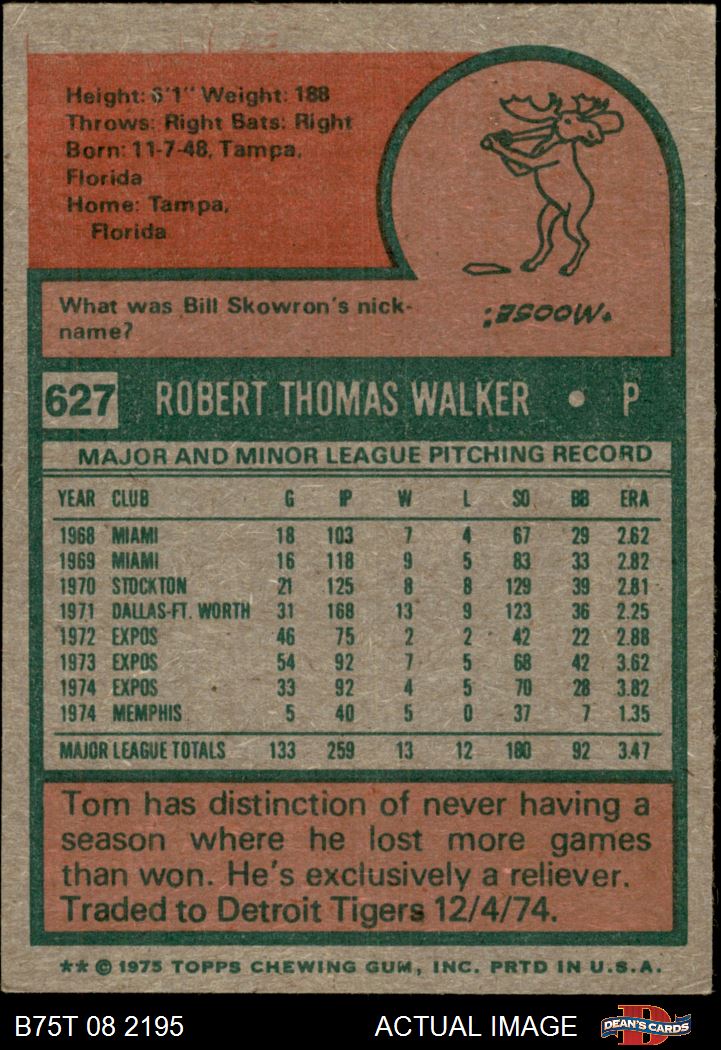 Height: 6'1" Weight: 188
Throws: Right Bats: Right
Born: 11-7-48, Tampa,
Florida
Home: Tampa,
Florida
What was Bill Skowron's nick-
name?
"Moose."
627 ROBERT THOMAS WALKER • P
MAJOR AND MINOR LEAGUE PITCHING RECORD
YEAR CLUB G IP W L SO BB ERA
1968 MIAMI 18 103 7 4 67 29 2.62
1969 MIAMI 16 118 9 5 83 33 2.82
1970 STOCKTON 21 125 8 8 129 39 2.81
1971 DALLAS-FT. WORTH 31 168 13 9 123 36 2.25
1972 EXPOS 46 75 2 2 42 22 2.88
1973 EXPOS 54 92 7 5 68 42 3.62
1974 EXPOS 33 92 4 5 70 28 3.82
1974 MEMPHIS 5 40 5 0 37 7 1.35
MAJOR LEAGUE TOTALS 133 259 13 12 180 92 3.47
Tom has distinction of never having a
season where he lost more games
than won. He's exclusively a reliever.
Traded to Detroit Tigers 12/4/74.
** © 1975 TOPPS CHEWING GUM, INC. PRTD IN U.S.A.
B75T 08 2195 ACTUAL IMAGE D DEAN'S CARDS